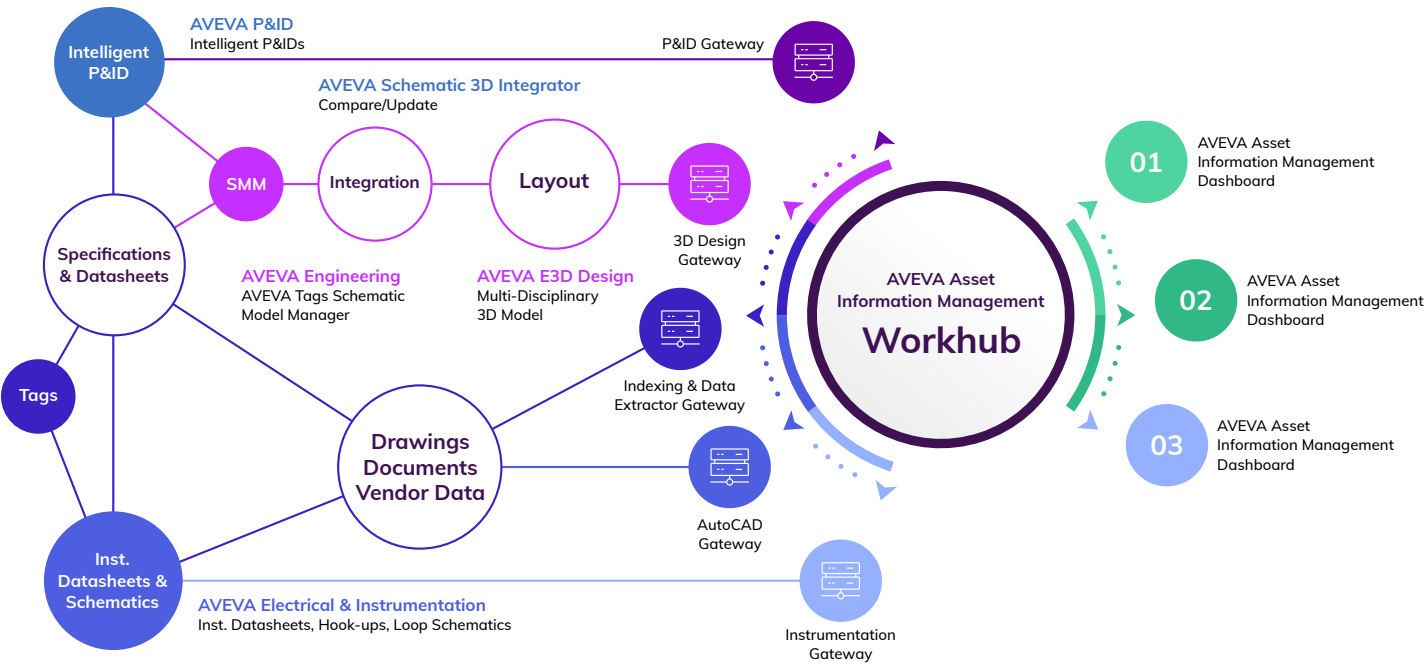 Intelligent
P&ID
AVEVA P&ID
Intelligent P&IDs
P&ID Gateway
AVEVA Schematic 3D Integrator
Compare/Update
SMM
Integration
Layout
3D Design
Gateway
Specifications
& Datasheets
AVEVA Engineering
AVEVA Tags Schematic
Model Manager
AVEVA E3D Design
Multi-Disciplinary
3D Model
Indexing & Data
Extractor Gateway
Tags
Drawings
Documents
Vendor Data
AutoCAD
Gateway
Inst.
Datasheets &
Schematics
AVEVA Electrical & Instrumentation
Inst. Datasheets, Hook-ups, Loop Schematics
Instrumentation
Gateway
AVEVA Asset
Information Management
Workhub
01
AVEVA Asset
Information Management
Dashboard
02
AVEVA Asset
Information Management
Dashboard
03
AVEVA Asset
Information Management
Dashboard